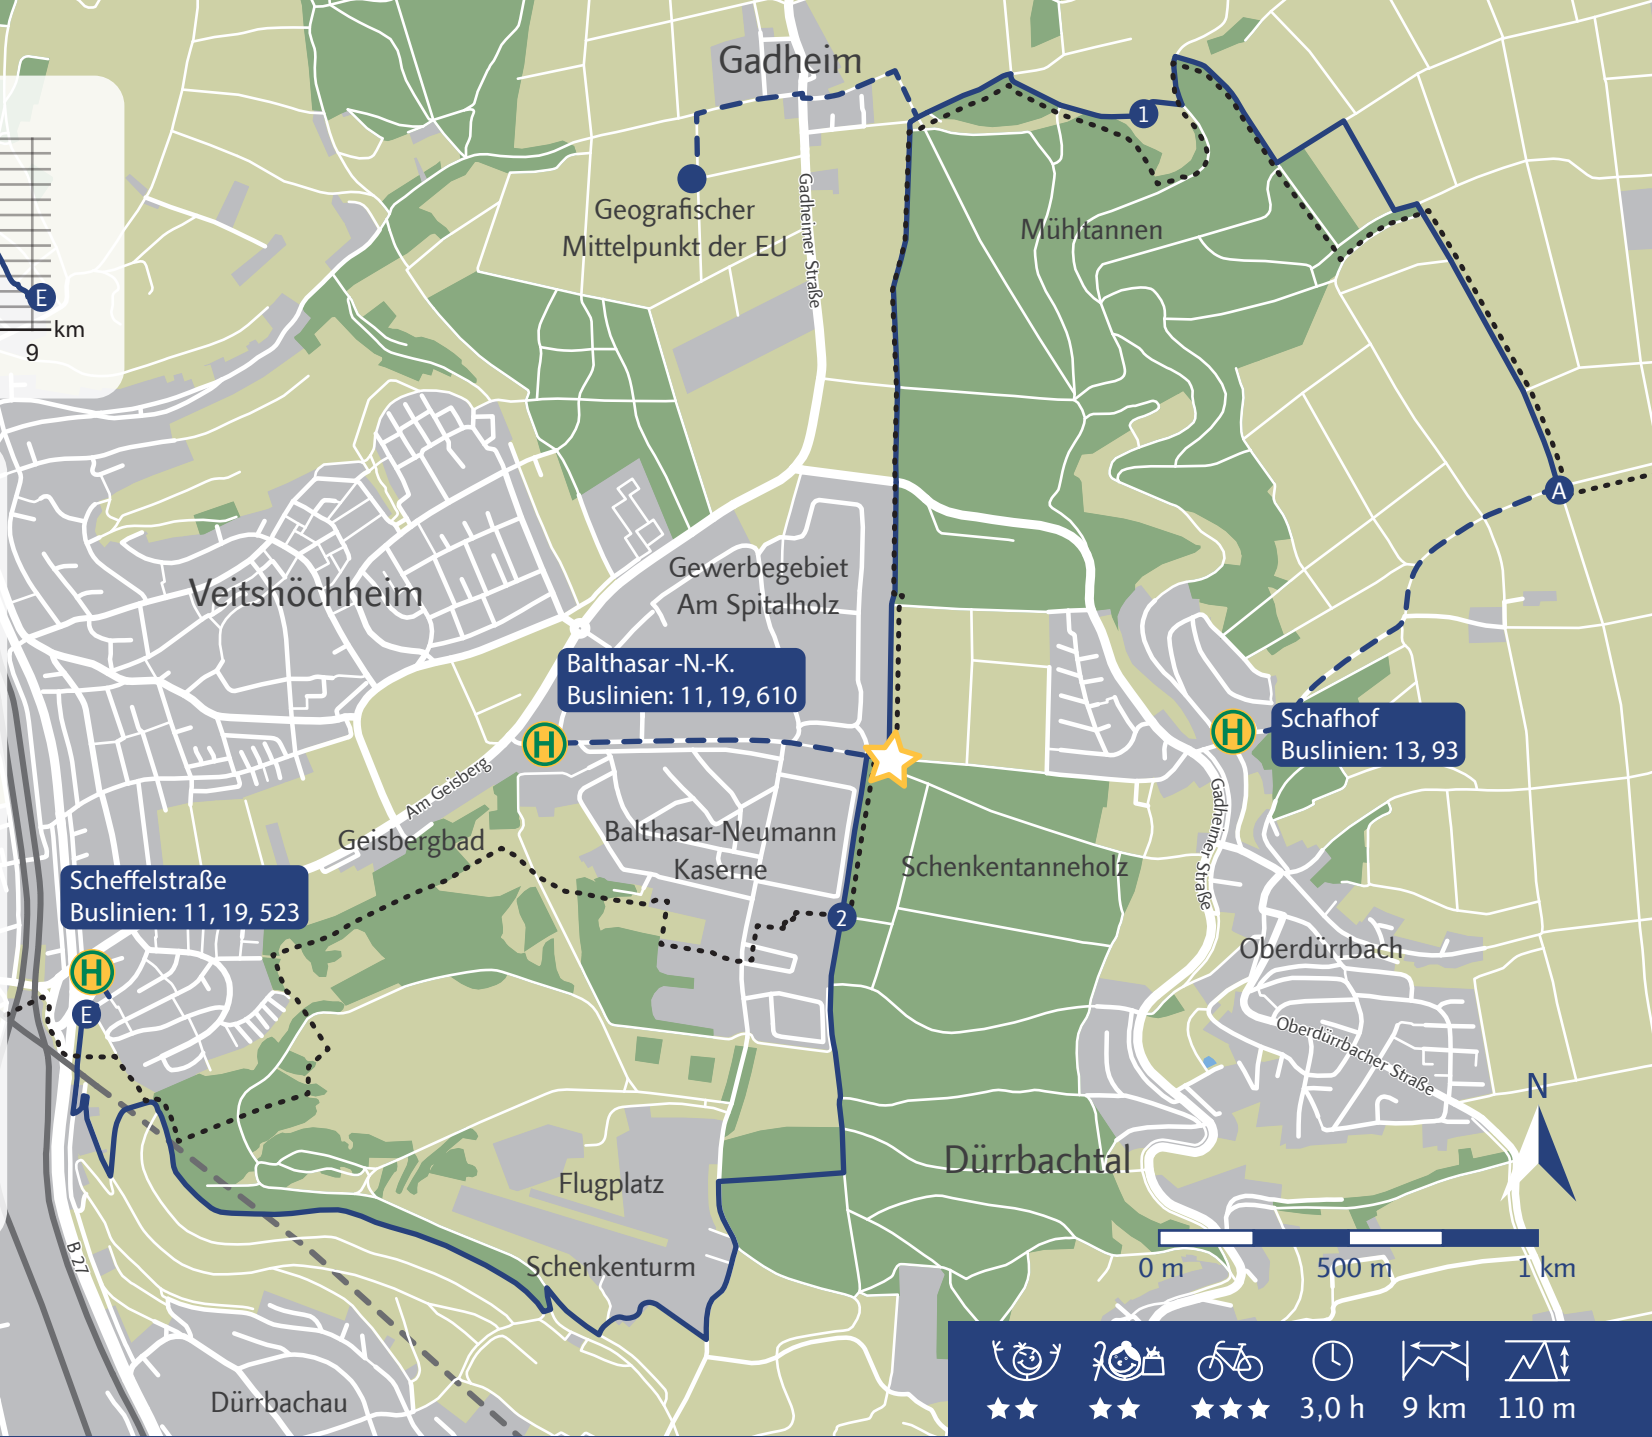 Gadheim
1
Geografischer
Mittelpunkt der EU
Gadheimer Straße
Mühltannen
E
km
9
A
Veitshöchheim
Gewerbegebiet
Am Spitalholz
Balthasar -N.-K.
Buslinien: 11, 19, 610
H
Schafhof
Buslinien: 13, 93
H
Am Geisberg
Geisbergbad
Balthasar-Neumann
Kaserne
Schenkentanneholz
Gadheimer Straße
Scheffelstraße
Buslinien: 11, 19, 523
2
H
E
Oberdürrbach
Oberdürrbacher Straße
N
Dürrbachtal
Flugplatz
Schenkenturm
B 27
0 m 500 m 1 km
Dürrbachau
3,0 h 9 km 110 m